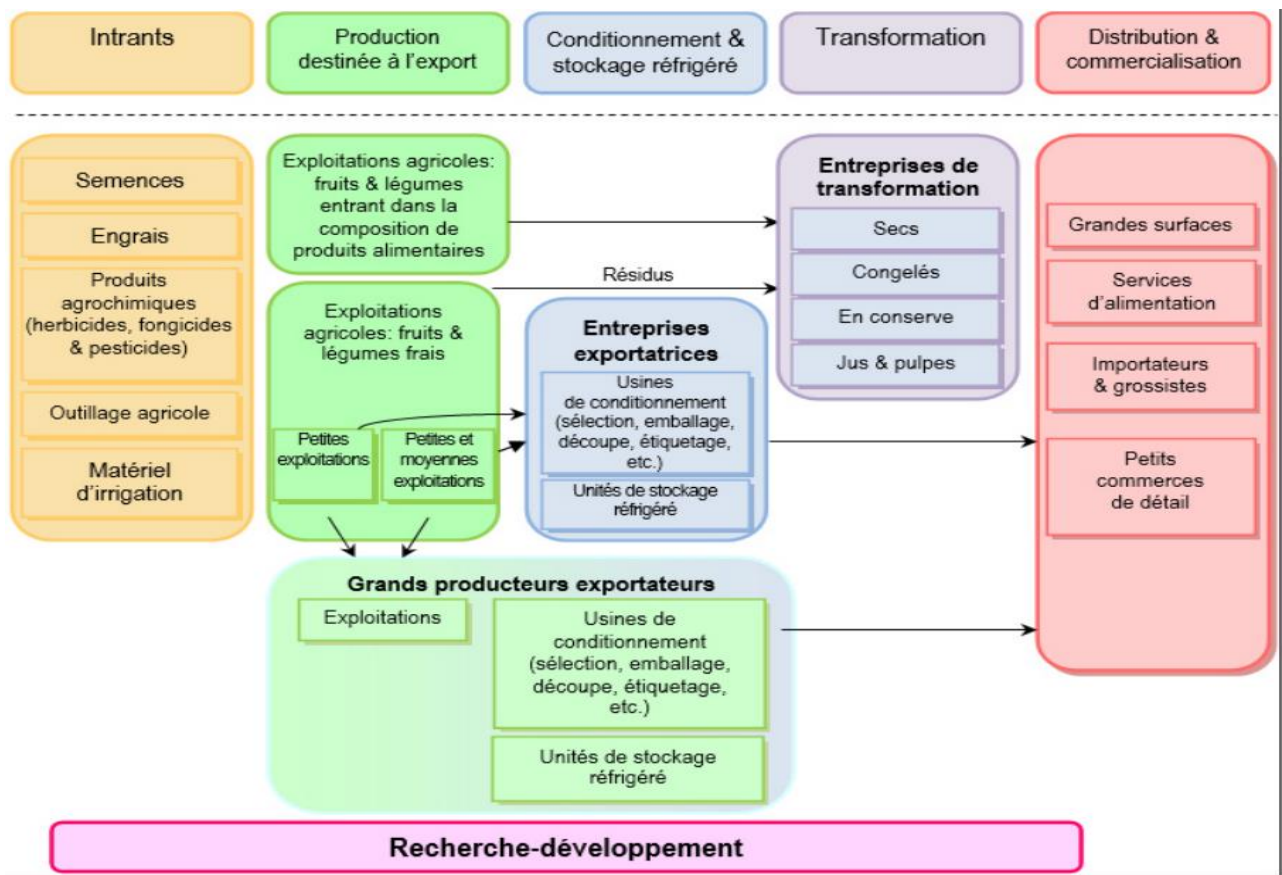 Intrants
Production
destinée à l'export
Conditionnement &
stockage réfrigéré
Transformation
Distribution &
commercialisation
Semences
Engrais
Produits
agrochimiques
(herbicides, fongicides
& pesticides)
Outillage agricole
Matériel
d'irrigation
Exploitations agricoles:
fruits & légumes
entrant dans la
composition de
produits alimentaires
Résidus
Exploitations
agricoles: fruits &
légumes frais
Petites
exploitations
Petites et
moyennes
exploitations
Entreprises
exportatrices
Usines
de conditionnement
(sélection, emballage,
découpe, étiquetage,
etc.)
Unités de stockage
réfrigéré
Entreprises de
transformation
Secs
Congelés
En conserve
Jus & pulpes
Grandes surfaces
Services
d'alimentation
Importateurs
& grossistes
Petits
commerces
de détail
Grands producteurs exportateurs
Exploitations
Usines de
conditionnement
(sélection, emballage,
découpe, étiquetage,
etc.)
Unités de stockage
réfrigéré
Recherche-développement